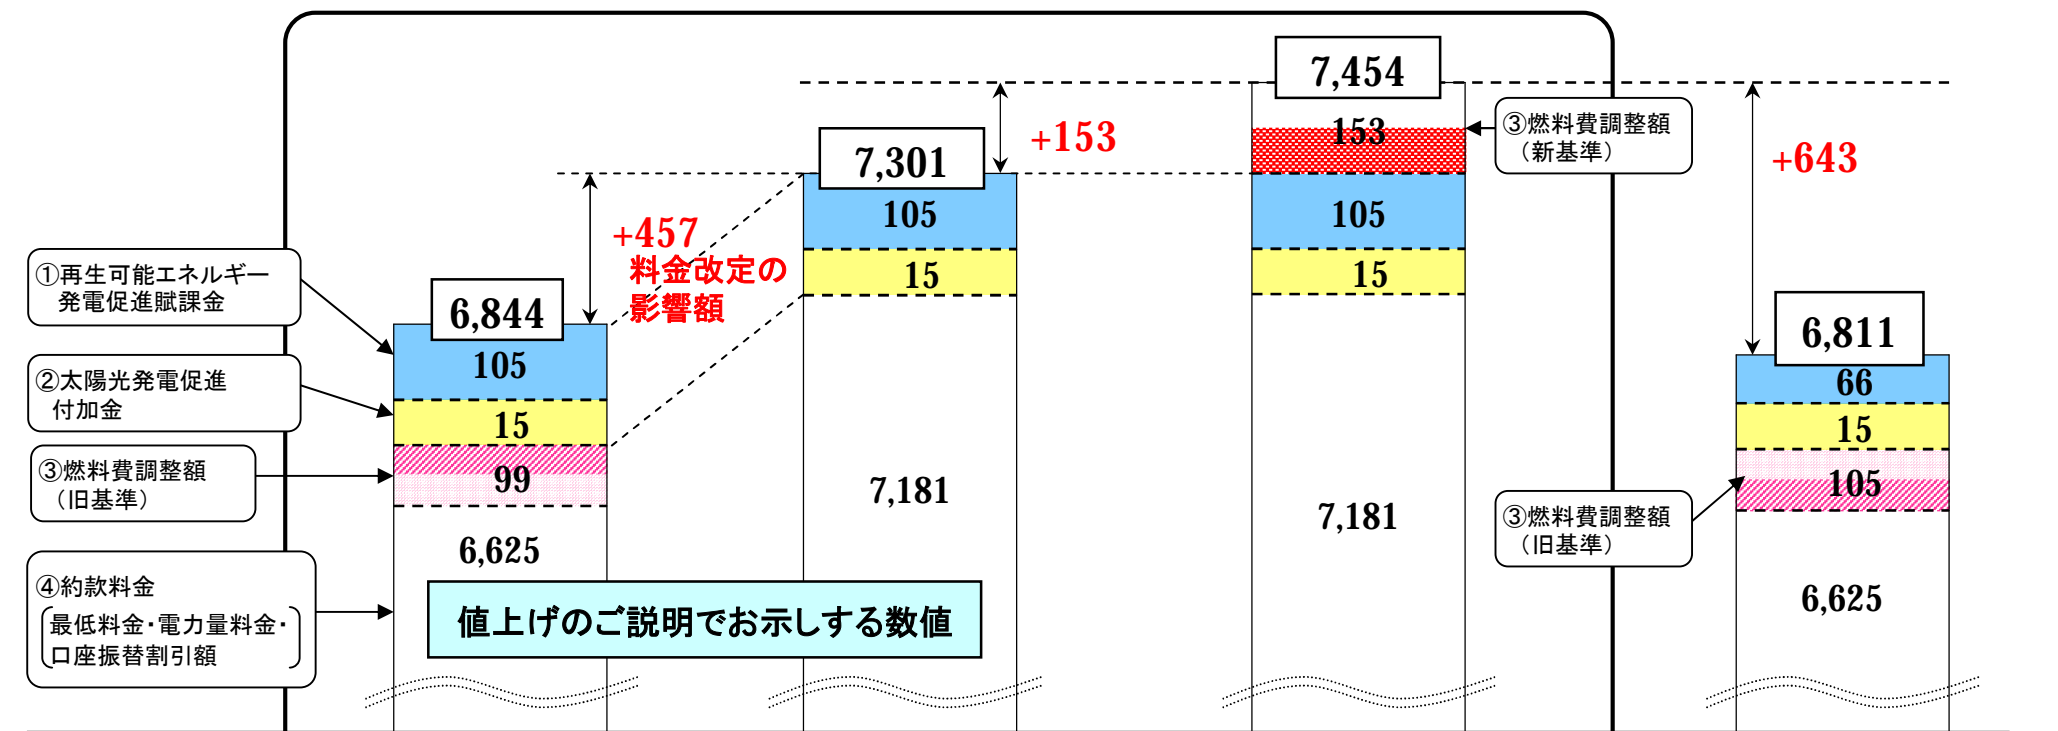 7,454
③燃料費調整額
（新基準）
153
+153
+643
7,301
105
105
15
15
+457
料金改定の
影響額
①再生可能エネルギー
発電促進賦課金
6,844
105
②太陽光発電促進
付加金
15
③燃料費調整額
（旧基準）
99
6,811
66
15
105
③燃料費調整額
（旧基準）
7,181
7,181
6,625
6,625
④約款料金
最低料金・電力量料金・
口座振替割引額
値上げのご説明でお示しする数値